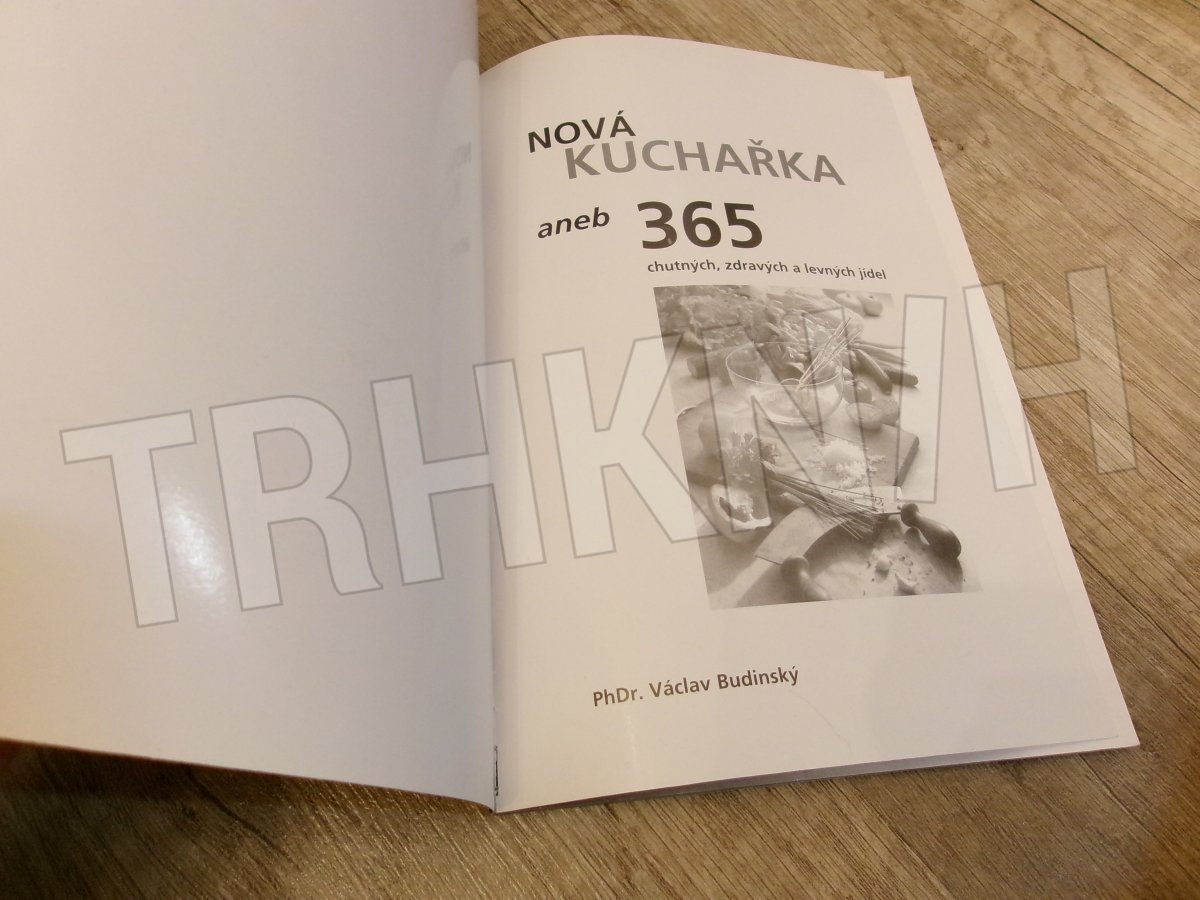 NOVÁ
KUCHAŘKA
aneb 365
chutných, zdravých a levných jídel
TRHKNIH
PhDr. Václav Budinský